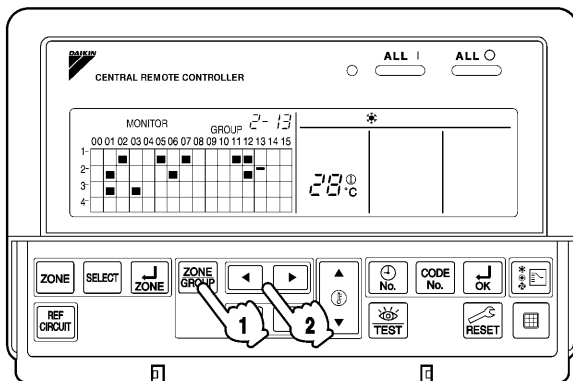 DAIKIN
ALL | ALL ○
CENTRAL REMOTE CONTROLLER
MONITOR GROUP 2-13
00 01 02 03 04 05 06 07 08 09 10 11 12 13 14 15
1-
2-
3-
4-
28 ① °C
ZONE SELECT ZONE ZONE GROUP No. CODE No. OK
REF CIRCUIT 1 2 TEST RESET